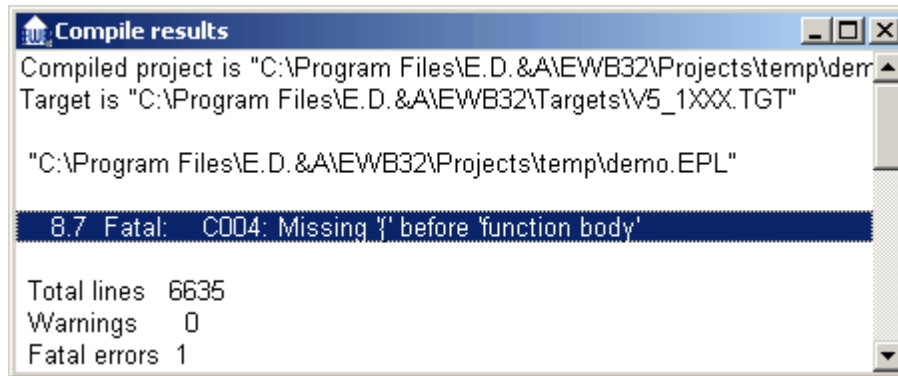 Compile results
Compiled project is "C:\Program Files\E.D.&A\EWB32\Projects\temp\dem
Target is "C:\Program Files\E.D.&A\EWB32\Targets\V5_1XXX.TGT"
"C:\Program Files\E.D.&A\EWB32\Projects\temp\demo.EPL"
8.7 Fatal: C004: Missing '{' before 'function body'
Total lines 6635
Warnings 0
Fatal errors 1